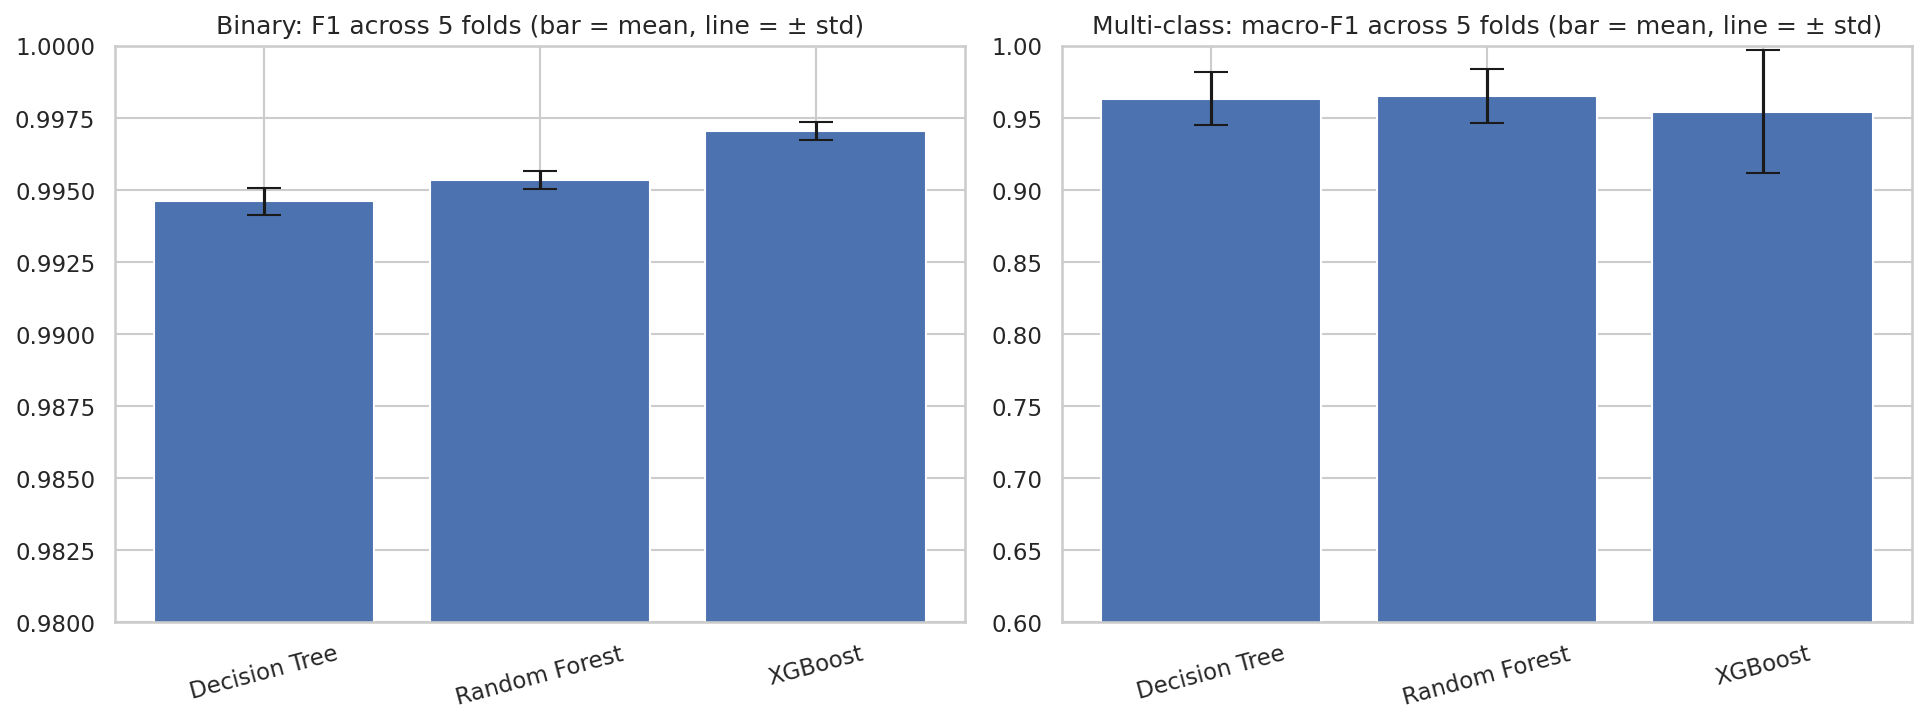 Binary: F1 across 5 folds (bar = mean, line = ± std)
1.0000
0.9975
0.9950
0.9925
0.9900
0.9875
0.9850
0.9825
0.9800
Decision Tree
Random Forest
XGBoost
Multi-class: macro-F1 across 5 folds (bar = mean, line = ± std)
1.00
0.95
0.90
0.85
0.80
0.75
0.70
0.65
0.60
Decision Tree
Random Forest
XGBoost